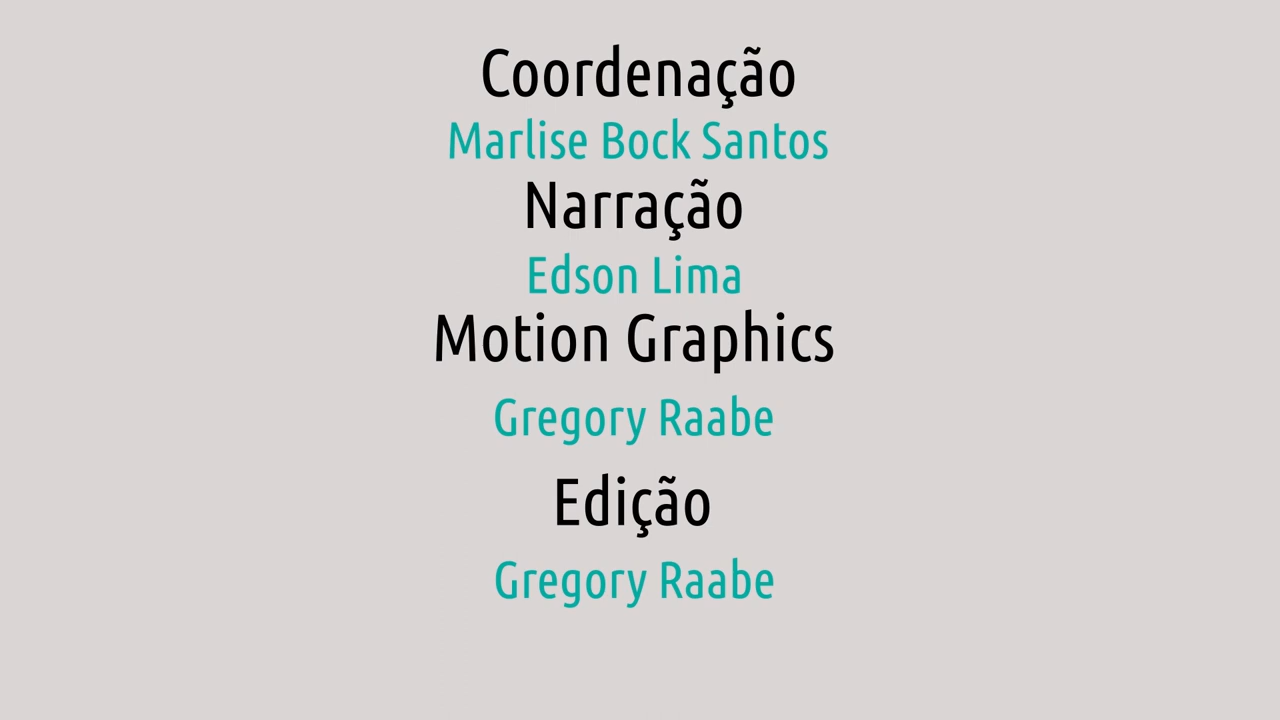 Coordenação
Marlise Bock Santos
Narração
Edson Lima
Motion Graphics
Gregory Raabe
Edição
Gregory Raabe